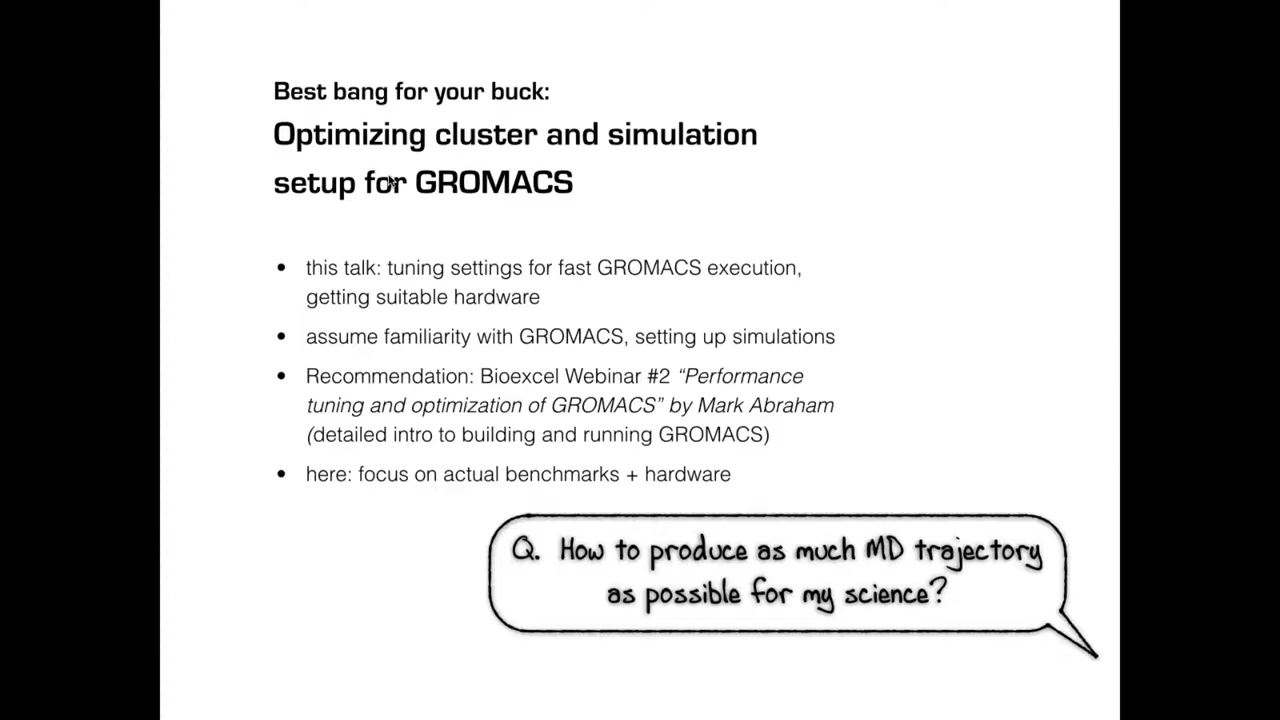 Best bang for your buck:
Optimizing cluster and simulation
setup for GROMACS
• this talk: tuning settings for fast GROMACS execution,
getting suitable hardware
• assume familiarity with GROMACS, setting up simulations
• Recommendation: Bioexcel Webinar #2 “Performance
tuning and optimization of GROMACS” by Mark Abraham
(detailed intro to building and running GROMACS)
• here: focus on actual benchmarks + hardware
Q. How to produce as much MD trajectory
as possible for my science?